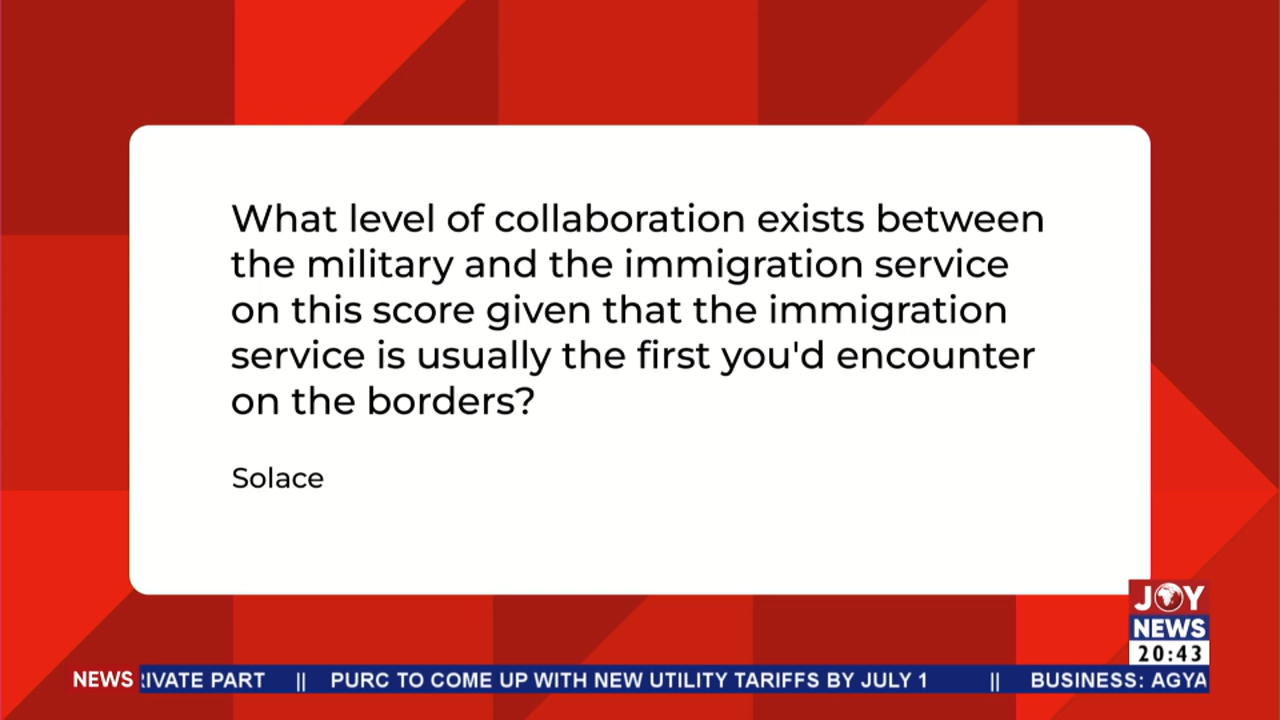 What level of collaboration exists between
the military and the immigration service
on this score given that the immigration
service is usually the first you'd encounter
on the borders?
Solace
JOY
NEWS
20:43
NEWS RIVATE PART || PURC TO COME UP WITH NEW UTILITY TARIFFS BY JULY 1 || BUSINESS: AGYA